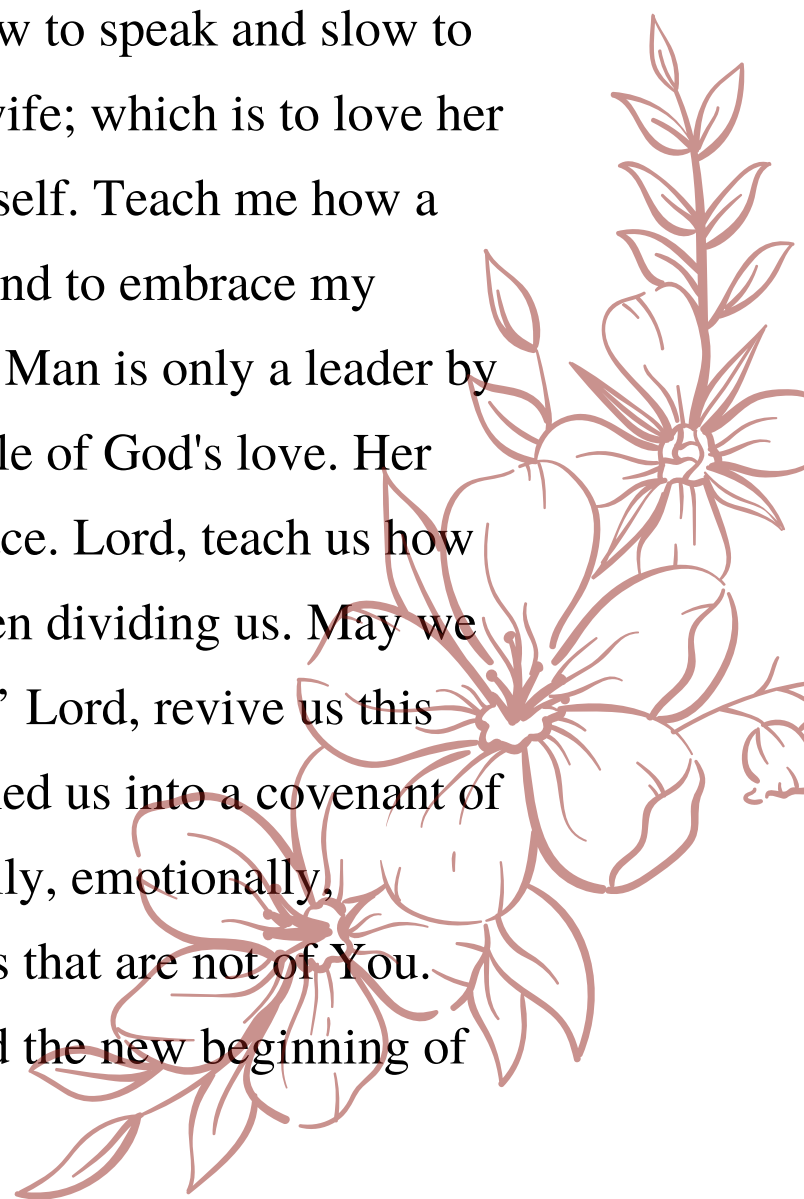 w to speak and slow to
ife; which is to love her
self. Teach me how a
nd to embrace my
Man is only a leader by
le of God's love. Her
ce. Lord, teach us how
en dividing us. May we
” Lord, revive us this
ed us into a covenant of
lly, emotionally,
s that are not of You.
d the new beginning of